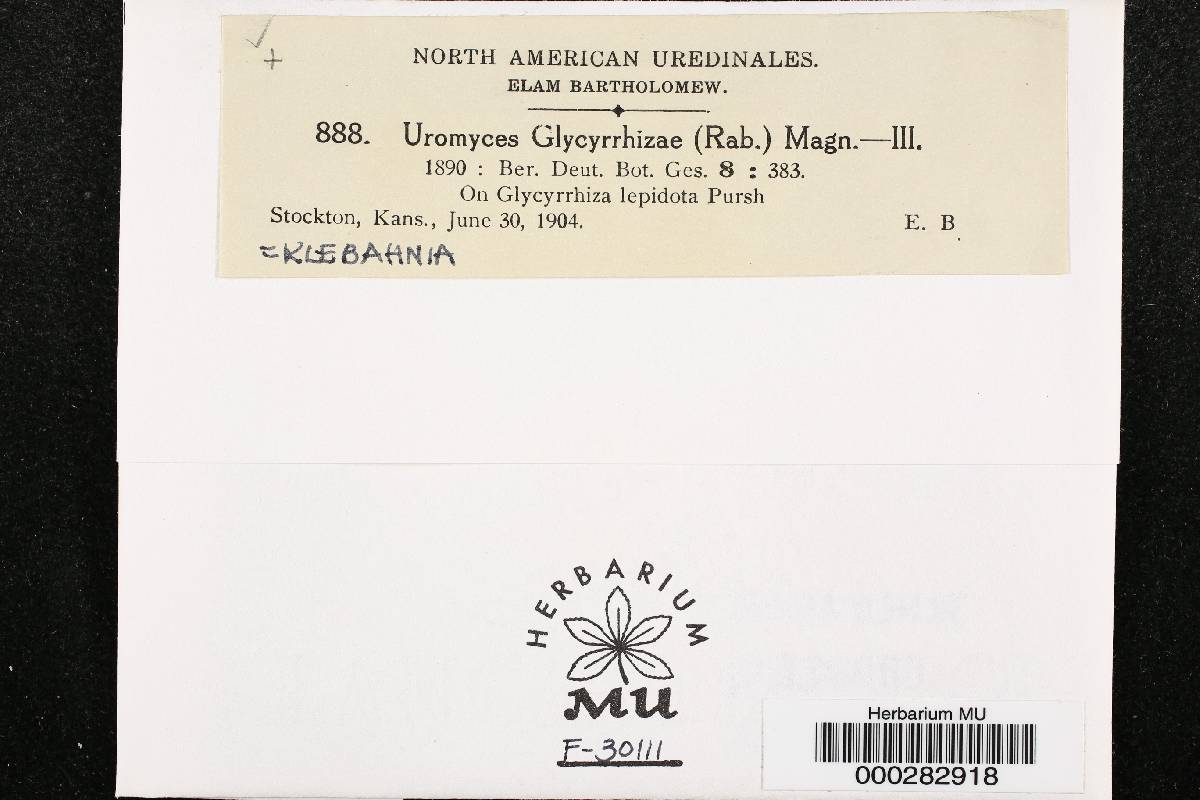 NORTH AMERICAN UREDINALES.
ELAM BARTHOLOMEW.
888. Uromyces Glycyrrhizae (Rab.) Magn.—III.
1890 : Ber. Deut. Bot. Ges. 8 : 383.
On Glycyrrhiza lepidota Pursh
Stockton, Kans., June 30, 1904. E. B.
=KLEBAHNIA
HERBARIUM
MU
F-30111
Herbarium MU
000282918